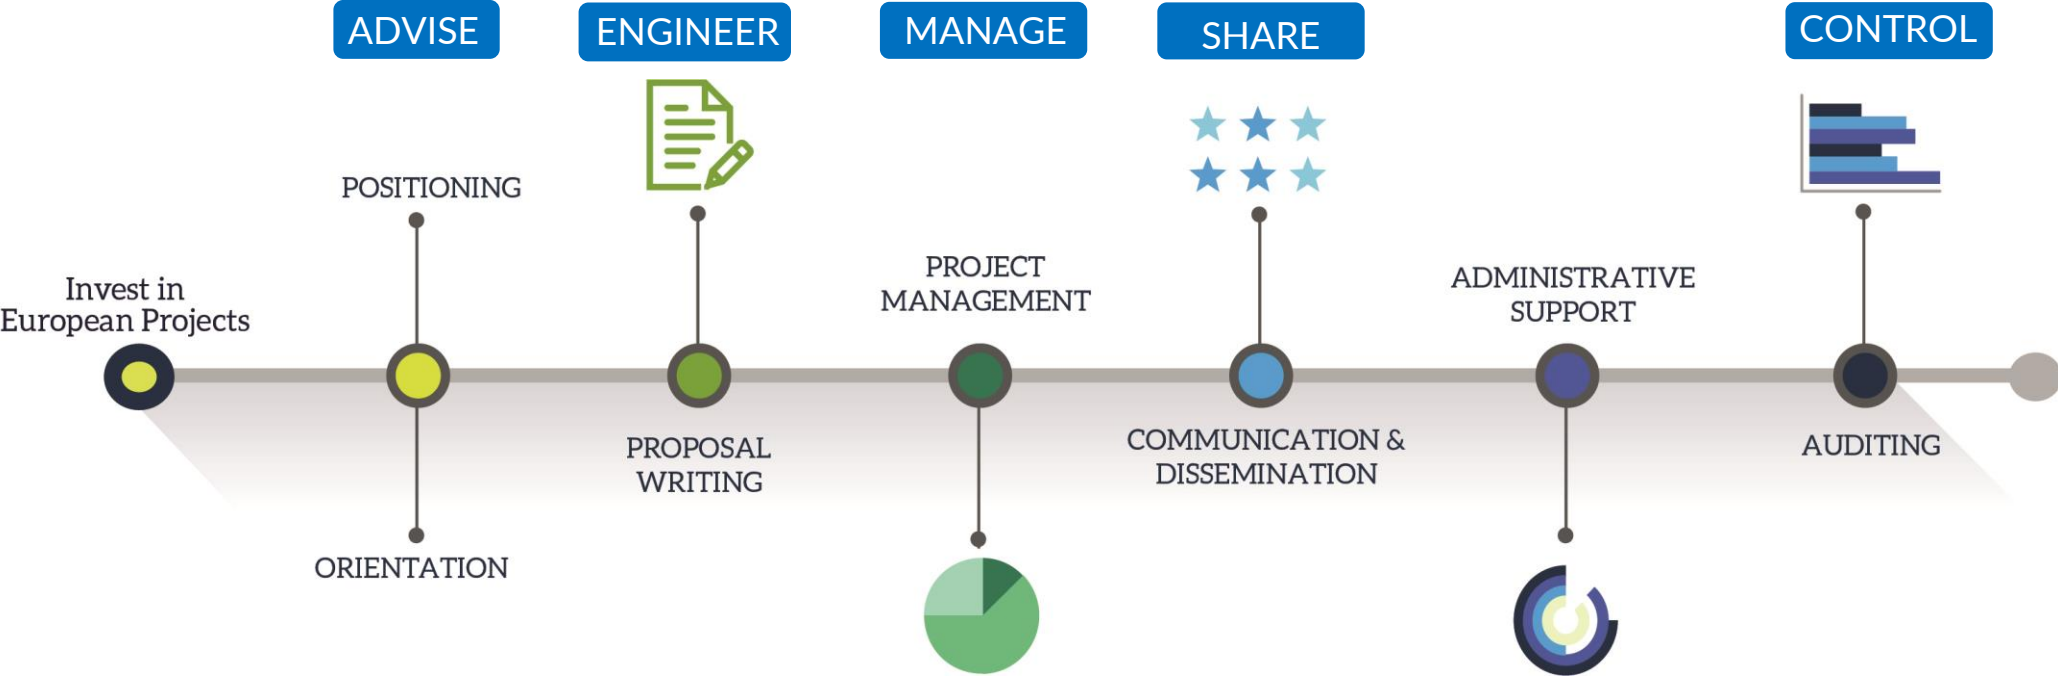 ADVISE
ENGINEER
MANAGE
SHARE
CONTROL
POSITIONING
Invest in
European Projects
PROJECT
MANAGEMENT
ADMINISTRATIVE
SUPPORT
PROPOSAL
WRITING
COMMUNICATION &
DISSEMINATION
AUDITING
ORIENTATION